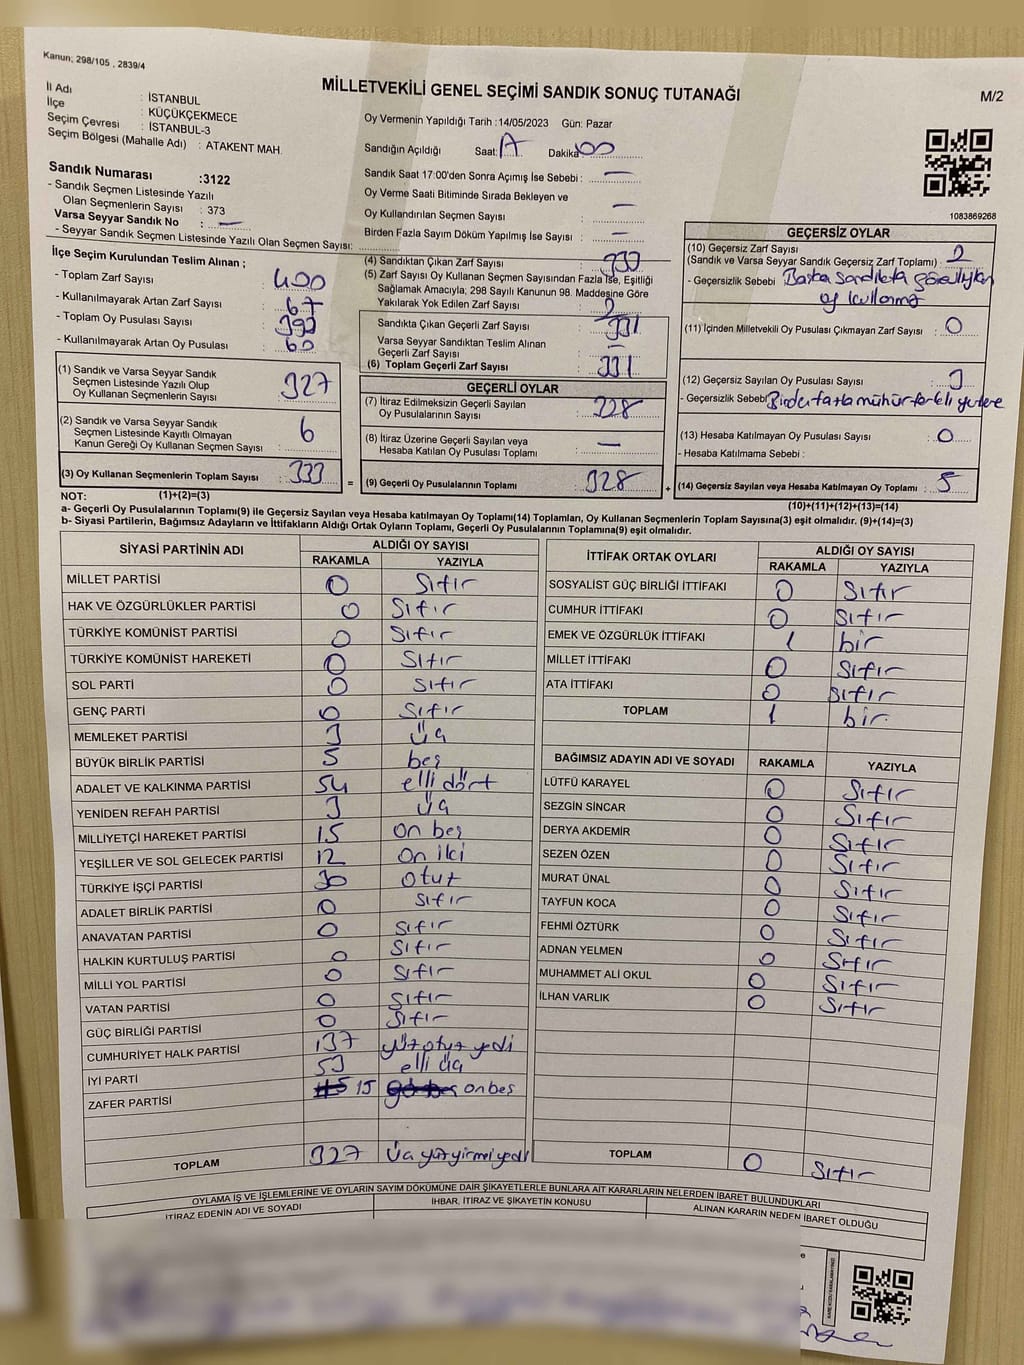 Kanun; 298/105 , 2839/4
MİLLETVEKİLİ GENEL SEÇİMİ SANDIK SONUÇ TUTANAĞI
M/2
İl Adı : İSTANBUL
İlçe : KÜÇÜKÇEKMECE
Seçim Çevresi : İSTANBUL-3
Seçim Bölgesi (Mahalle Adı) : ATAKENT MAH.
Sandık Numarası :3122
- Sandık Seçmen Listesinde Yazılı
Olan Seçmenlerin Sayısı : 373
Varsa Seyyar Sandık No : —
- Seyyar Sandık Seçmen Listesinde Yazılı Olan Seçmen Sayısı:
Oy Vermenin Yapıldığı Tarih :14/05/2023 Gün: Pazar
Sandığın Açıldığı Saat: Dakika 00
Sandık Saat 17:00'den Sonra Açımış İse Sebebi : —
Oy Verme Saati Bitiminde Sırada Bekleyen ve
Oy Kullandırılan Seçmen Sayısı : —
Birden Fazla Sayım Döküm Yapılmış İse Sayısı : —
1083869268
İlçe Seçim Kurulundan Teslim Alınan ;
- Toplam Zarf Sayısı : 400
- Kullanılmayarak Artan Zarf Sayısı : 67
- Toplam Oy Pusulası Sayısı :
- Kullanılmayarak Artan Oy Pusulası : 60
(1) Sandık ve Varsa Seyyar Sandık
Seçmen Listesinde Yazılı Olup
Oy Kullanan Seçmenlerin Sayısı : 327
(2) Sandık ve Varsa Seyyar Sandık
Seçmen Listesinde Kayıtlı Olmayan
Kanun Gereği Oy Kullanan Seçmen Sayısı : 6
(3) Oy Kullanan Seçmenlerin Toplam Sayısı : 333
(4) Sandıktan Çıkan Zarf Toplamı : 333
(5) Zarf Sayısı Oy Kullanan Seçmen Sayısından Fazla İse, Eşitliği
Sağlamak Amacıyla, 298 Sayılı Kanunun 98. Maddesine Göre
Yakılarak Yok Edilen Zarf Sayısı :
Sandıkta Çıkan Geçerli Zarf Sayısı : 331
Varsa Seyyar Sandıktan Teslim Alınan
Geçerli Zarf Sayısı : —
(6) Toplam Geçerli Zarf Sayısı : 331
GEÇERLİ OYLAR
(7) İtiraz Edilmeksizin Geçerli Sayılan
Oy Pusulalarının Sayısı : 328
(8) İtiraz Üzerine Geçerli Sayılan veya
Hesaba Katılan Oy Pusulası Toplamı : —
= (9) Geçerli Oy Pusulalarının Toplamı : 328 +
GEÇERSİZ OYLAR
(10) Geçersiz Zarf Sayısı
(Sandık ve Varsa Seyyar Sandık Geçersiz Zarf Toplamı) : 2
- Geçersizlik Sebebi : Başka sandıkta
oy kullanma
(11) İçinden Milletvekili Oy Pusulası Çıkmayan Zarf Sayısı : 0
(12) Geçersiz Sayılan Oy Pusulası Sayısı : 3
- Geçersizlik Sebebi Birden fazla mühür farklı yerlere
(13) Hesaba Katılmayan Oy Pusulası Sayısı : 0
- Hesaba Katılmama Sebebi :
(14) Geçersiz Sayılan veya Hesaba Katılmayan Oy Toplamı : 5
NOT: (1)+(2)=(3)
(10)+(11)+(12)+(13)=(14)
a- Geçerli Oy Pusulalarının Toplamı(9) ile Geçersiz Sayılan veya Hesaba katılmayan Oy Toplamı(14) Toplamları, Oy Kullanan Seçmenlerin Toplam Sayısına(3) eşit olmalıdır. (9)+(14)=(3)
b- Siyasi Partilerin, Bağımsız Adayların ve İttifakların Aldığı Ortak Oyların Toplamı, Geçerli Oy Pusulalarının Toplamına(9) eşit olmalıdır.
SİYASİ PARTİNİN ADI ALDIĞI OY SAYISI
RAKAMLA YAZIYLA
MİLLET PARTİSİ 0 Sıfır
HAK VE ÖZGÜRLÜKLER PARTİSİ 0 Sıfır
TÜRKİYE KOMÜNİST PARTİSİ 0 Sıfır
TÜRKİYE KOMÜNİST HAREKETİ 0 Sıfır
SOL PARTİ 0 Sıfır
GENÇ PARTİ 0 Sıfır
MEMLEKET PARTİSİ 3 üç
BÜYÜK BİRLİK PARTİSİ 5 beş
ADALET VE KALKINMA PARTİSİ 54 elli dört
YENİDEN REFAH PARTİSİ 3 üç
MİLLİYETÇİ HAREKET PARTİSİ 15 on beş
YEŞİLLER VE SOL GELECEK PARTİSİ 12 on iki
TÜRKİYE İŞÇİ PARTİSİ 30 otuz
ADALET BİRLİK PARTİSİ 0 Sıfır
ANAVATAN PARTİSİ 0 Sıfır
HALKIN KURTULUŞ PARTİSİ 0 Sıfır
MİLLİ YOL PARTİSİ 0 Sıfır
VATAN PARTİSİ 0 Sıfır
GÜÇ BİRLİĞİ PARTİSİ 0 Sıfır
CUMHURİYET HALK PARTİSİ 137 yüz otuz yedi
İYİ PARTİ 53 elli üç
ZAFER PARTİSİ 15 onbeş
TOPLAM 327 üç yüz yirmi yedi
İTTİFAK ORTAK OYLARI ALDIĞI OY SAYISI
RAKAMLA YAZIYLA
SOSYALİST GÜÇ BİRLİĞİ İTTİFAKI 0 Sıfır
CUMHUR İTTİFAKI 0 Sıfır
EMEK VE ÖZGÜRLÜK İTTİFAKI 1 bir
MİLLET İTTİFAKI 0 Sıfır
ATA İTTİFAKI 0 Sıfır
TOPLAM 1 bir
BAĞIMSIZ ADAYIN ADI VE SOYADI RAKAMLA YAZIYLA
LÜTFÜ KARAYEL 0 Sıfır
SEZGİN SİNCAR 0 Sıfır
DERYA AKDEMİR 0 Sıfır
SEZEN ÖZEN 0 Sıfır
MURAT ÜNAL 0 Sıfır
TAYFUN KOCA 0 Sıfır
FEHMİ ÖZTÜRK 0 Sıfır
ADNAN YELMEN 0 Sıfır
MUHAMMET ALİ OKUL 0 Sıfır
İLHAN VARLIK 0 Sıfır
TOPLAM 0 Sıfır
OYLAMA İŞ VE İŞLEMLERİNE VE OYLARIN SAYIM DÖKÜMÜNE DAİR ŞİKAYETLERLE BUNLARA AİT KARARLARIN NELERDEN İBARET BULUNDUKLARI
İTİRAZ EDENİN ADI VE SOYADI İHBAR, İTİRAZ VE ŞİKAYETİN KONUSU ALINAN KARARIN NEDEN İBARET OLDUĞU